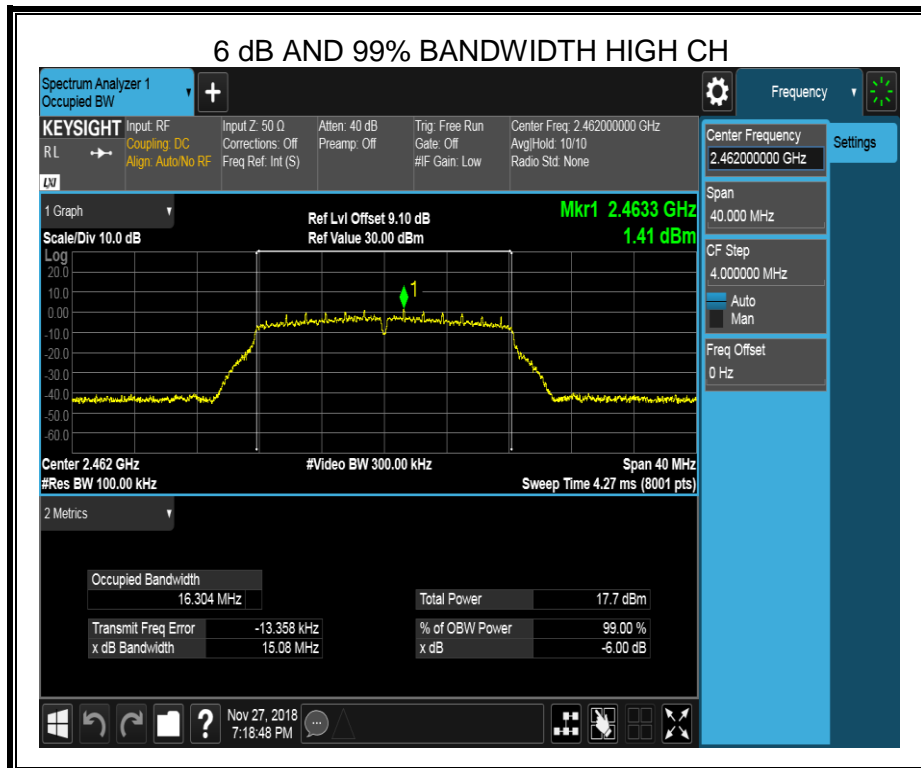 6 dB AND 99% BANDWIDTH HIGH CH
Spectrum Analyzer 1
Occupied BW
+
Frequency
KEYSIGHT
RL
LXI
Input: RF
Coupling: DC
Align: Auto/No RF
Input Z: 50 Ω
Corrections: Off
Freq Ref: Int (S)
Atten: 40 dB
Preamp: Off
Trig: Free Run
Gate: Off
#IF Gain: Low
Center Freq: 2.462000000 GHz
Avg|Hold: 10/10
Radio Std: None
Center Frequency
2.462000000 GHz
Settings
Span
40.000 MHz
CF Step
4.000000 MHz
Auto
Man
Freq Offset
0 Hz
1 Graph
Scale/Div 10.0 dB
Ref Lvl Offset 9.10 dB
Ref Value 30.00 dBm
Mkr1 2.4633 GHz
1.41 dBm
Log
20.0
10.0
0.00
-10.0
-20.0
-30.0
-40.0
-50.0
-60.0
1
Center 2.462 GHz
#Res BW 100.00 kHz
#Video BW 300.00 kHz
Span 40 MHz
Sweep Time 4.27 ms (8001 pts)
2 Metrics
Occupied Bandwidth
16.304 MHz
Transmit Freq Error -13.358 kHz
x dB Bandwidth 15.08 MHz
Total Power 17.7 dBm
% of OBW Power 99.00 %
x dB -6.00 dB
?
Nov 27, 2018
7:18:48 PM